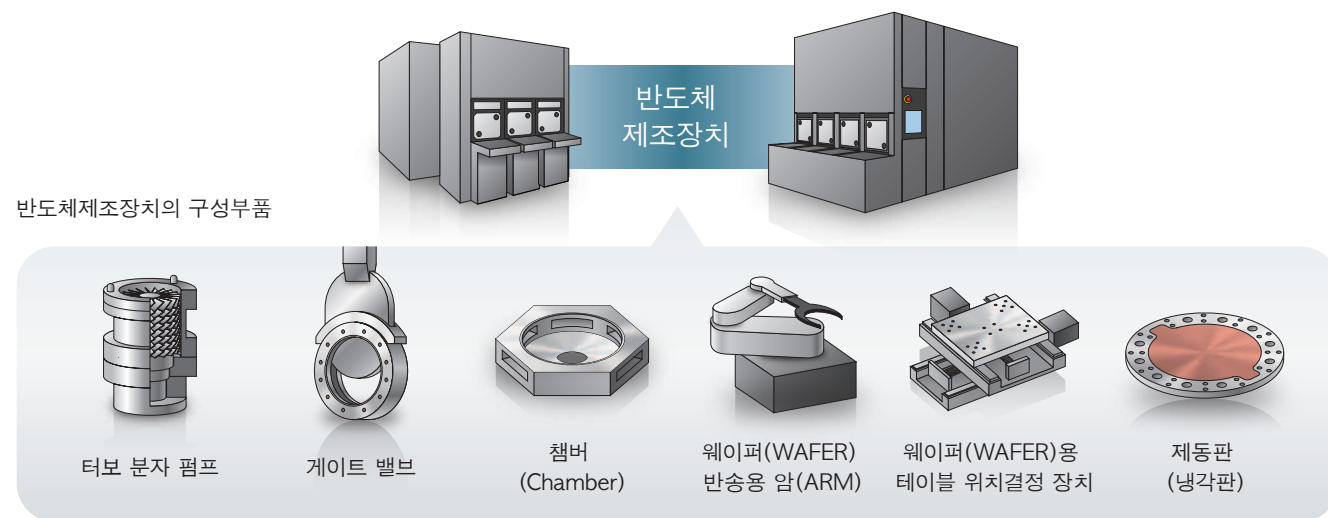 반도체
제조장치
반도체제조장치의 구성부품
터보 분자 펌프
게이트 밸브
챔버
(Chamber)
웨이퍼(WAFER)
반송용 암(ARM)
웨이퍼(WAFER)용
테이블 위치결정 장치
제동판
(냉각판)